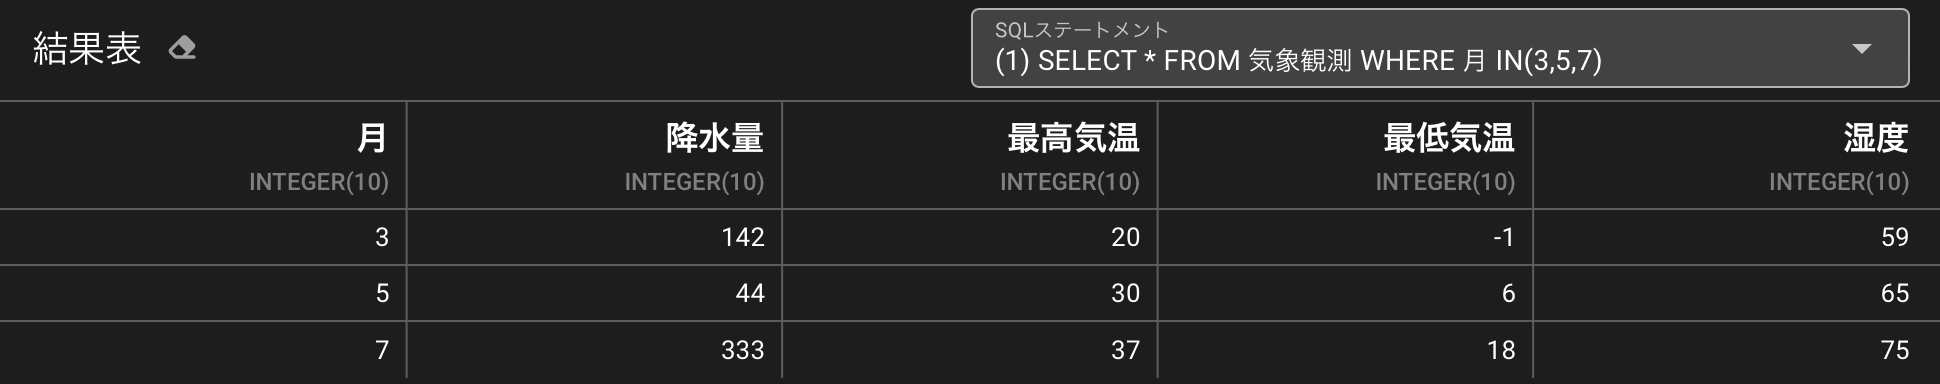 結果表
SQLステートメント
(1) SELECT * FROM 気象観測 WHERE 月 IN(3,5,7)
月 降水量 最高気温 最低気温 湿度
INTEGER(10) INTEGER(10) INTEGER(10) INTEGER(10) INTEGER(10)
3 142 20 -1 59
5 44 30 6 65
7 333 37 18 75